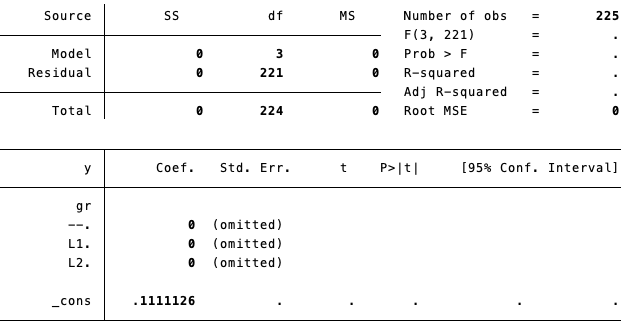 Source SS df MS Number of obs = 225
F(3, 221) = .
Model 0 3 0 Prob > F = .
Residual 0 221 0 R-squared = .
Adj R-squared = .
Total 0 224 0 Root MSE = 0
y Coef. Std. Err. t P>|t| [95% Conf. Interval]
gr
--. 0 (omitted)
L1. 0 (omitted)
L2. 0 (omitted)
_cons .1111126 . . . . .